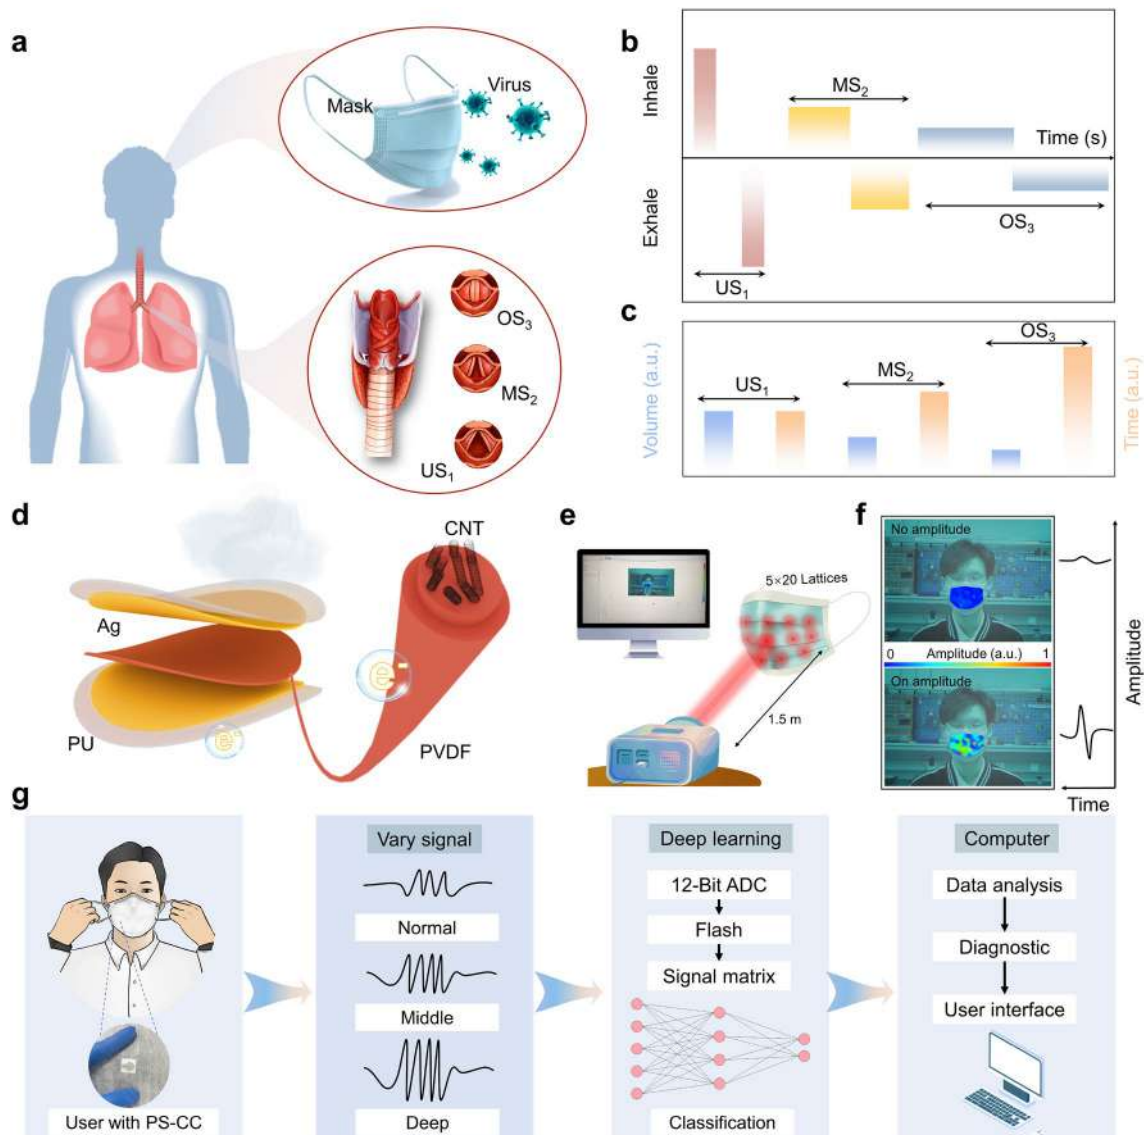 a
Mask
Virus
OS₃
MS₂
US₁
b
Inhale
Exhale
MS₂
Time (s)
OS₃
US₁
c
Volume (a.u.)
Time (a.u.)
US₁
MS₂
OS₃
d
Ag
PU
CNT
PVDF
e
5×20 Lattices
1.5 m
f
No amplitude
0 Amplitude (a.u.) 1
On amplitude
Amplitude
Time
g
User with PS-CC
Vary signal
Normal
Middle
Deep
Deep learning
12-Bit ADC
Flash
Signal matrix
Classification
Computer
Data analysis
Diagnostic
User interface